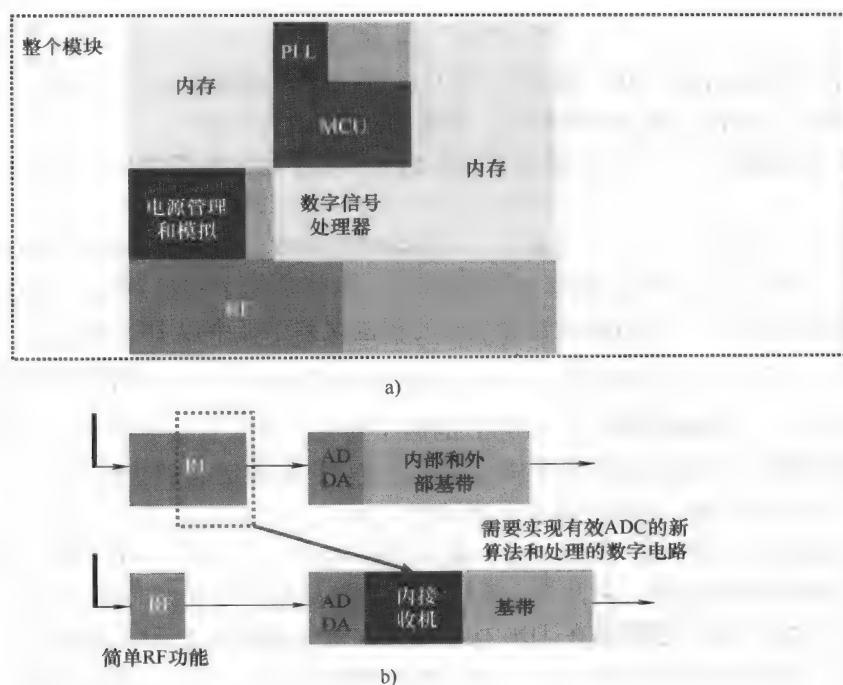 整个模块
PLL
内存
MCU
内存
电源管理
和模拟
数字信号
处理器
RF
a)
RF
AD
DA
内部和外
部基带
需要实现有效ADC的新
算法和处理的数字电路
RF
AD
DA
内接
收机
基带
简单RF功能
b)